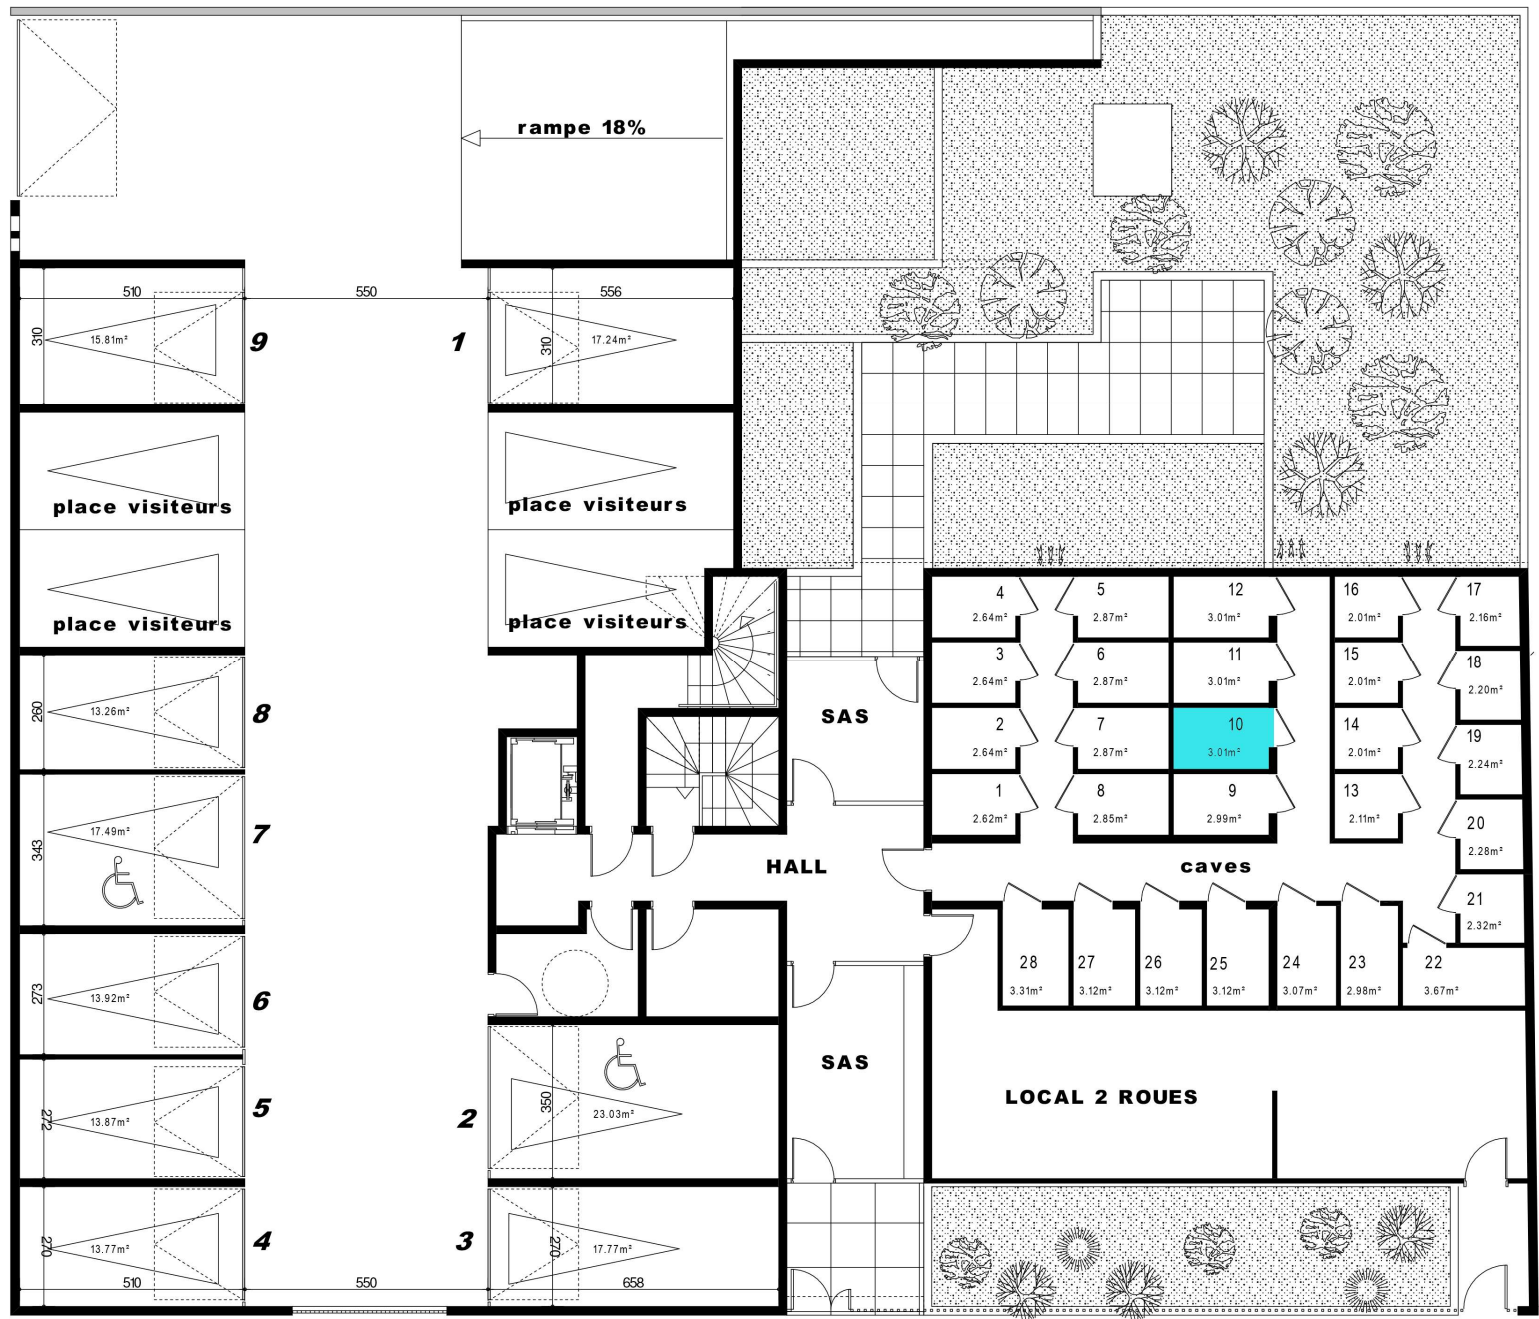 rampe 18%
510
550
556
310
15.81m²
9
1
310
17.24m²
place visiteurs
place visiteurs
place visiteurs
place visiteurs
260
13.26m²
8
343
17.49m²
7
273
13.92m²
6
272
13.87m²
5
2
350
23.03m²
270
13.77m²
4
3
270
17.77m²
510
550
658
SAS
HALL
SAS
4
2.64m²
5
2.87m²
12
3.01m²
16
2.01m²
17
2.16m²
3
2.64m²
6
2.87m²
11
3.01m²
15
2.01m²
18
2.20m²
2
2.64m²
7
2.87m²
10
3.01m²
14
2.01m²
19
2.24m²
1
2.62m²
8
2.85m²
9
2.99m²
13
2.11m²
20
2.28m²
caves
21
2.32m²
28
3.31m²
27
3.12m²
26
3.12m²
25
3.12m²
24
3.07m²
23
2.98m²
22
3.67m²
LOCAL 2 ROUES